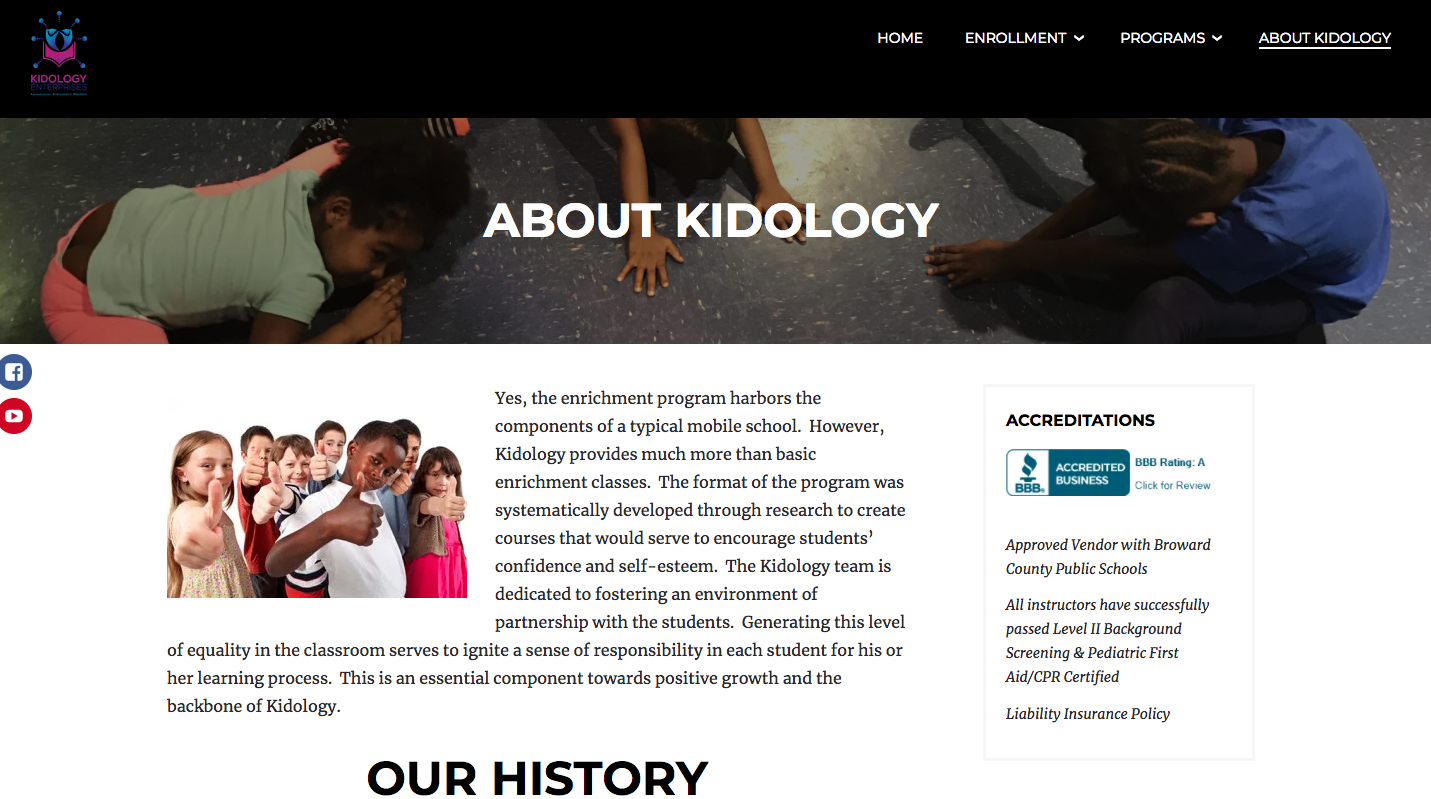 KIDOLOGY
ENTERPRISES
HOME
ENROLLMENT
PROGRAMS
ABOUT KIDOLOGY
ABOUT KIDOLOGY
Yes, the enrichment program harbors the
components of a typical mobile school.  However,
Kidology provides much more than basic
enrichment classes.  The format of the program was
systematically developed through research to create
courses that would serve to encourage students’
confidence and self-esteem.  The Kidology team is
dedicated to fostering an environment of
partnership with the students.  Generating this level
of equality in the classroom serves to ignite a sense of responsibility in each student for his or
her learning process.  This is an essential component towards positive growth and the
backbone of Kidology.
OUR HISTORY
ACCREDITATIONS
BBB.
ACCREDITED
BUSINESS
BBB Rating: A
Click for Review
Approved Vendor with Broward
County Public Schools
All instructors have successfully
passed Level II Background
Screening & Pediatric First
Aid/CPR Certified
Liability Insurance Policy